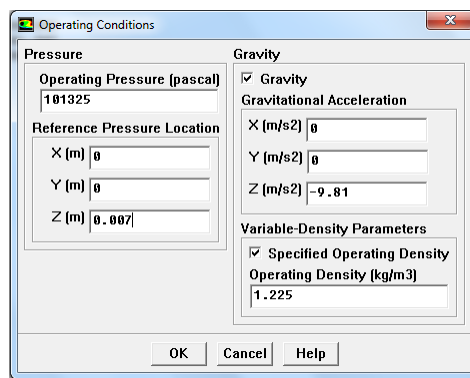 Operating Conditions
Pressure
Operating Pressure (pascal)
101325
Reference Pressure Location
X (m) 0
Y (m) 0
Z (m) 0.007
Gravity
Gravity
Gravitational Acceleration
X (m/s2) 0
Y (m/s2) 0
Z (m/s2) -9.81
Variable-Density Parameters
Specified Operating Density
Operating Density (kg/m3)
1.225
OK Cancel Help